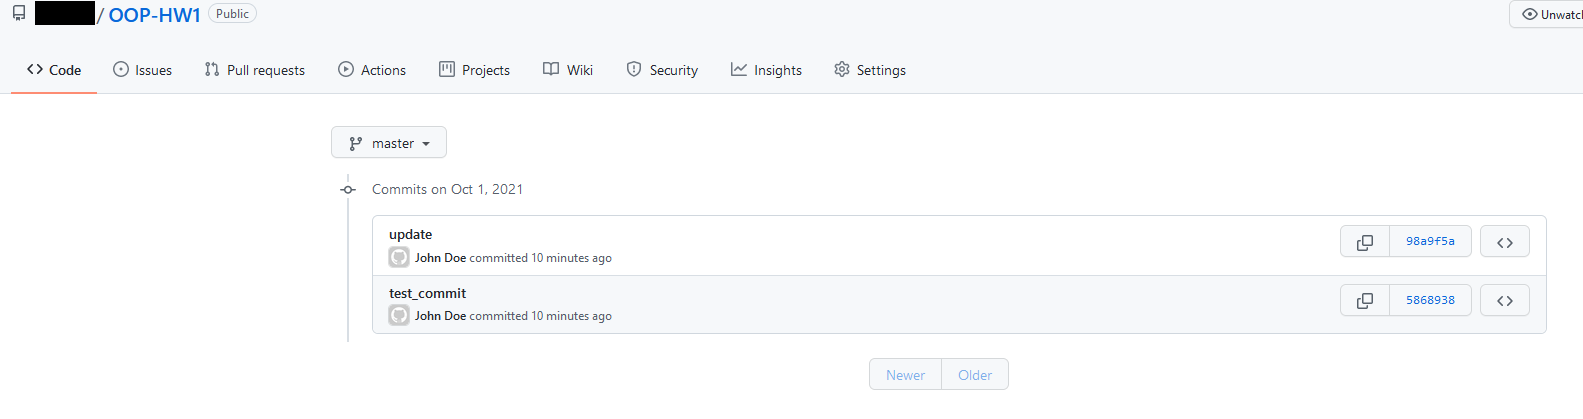 / OOP-HW1 Public
Unwatch
Code Issues Pull requests Actions Projects Wiki Security Insights Settings
master
Commits on Oct 1, 2021
update
John Doe committed 10 minutes ago
98a9f5a
test_commit
John Doe committed 10 minutes ago
5868938
Newer Older